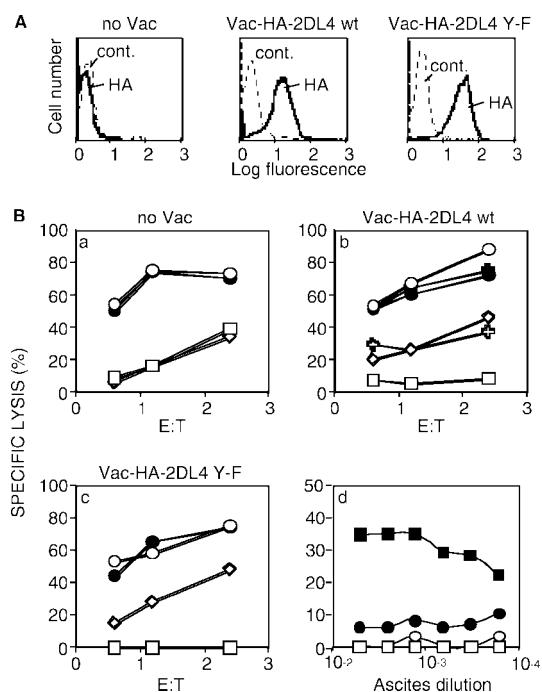 A
no Vac
Vac-HA-2DL4 wt
Vac-HA-2DL4 Y-F
Cell number
cont.
HA
cont.
HA
cont.
HA
0 1 2 3
0 1 2 3
0 1 2 3
Log fluorescence
B
no Vac
Vac-HA-2DL4 wt
SPECIFIC LYSIS (%)
a
100
80
60
40
20
0
0 1 2 3
E:T
b
100
80
60
40
20
0
0 1 2 3
E:T
Vac-HA-2DL4 Y-F
c
100
80
60
40
20
0
0 1 2 3
E:T
d
50
40
30
20
10
0
10-2 10-3 10-4
Ascites dilution